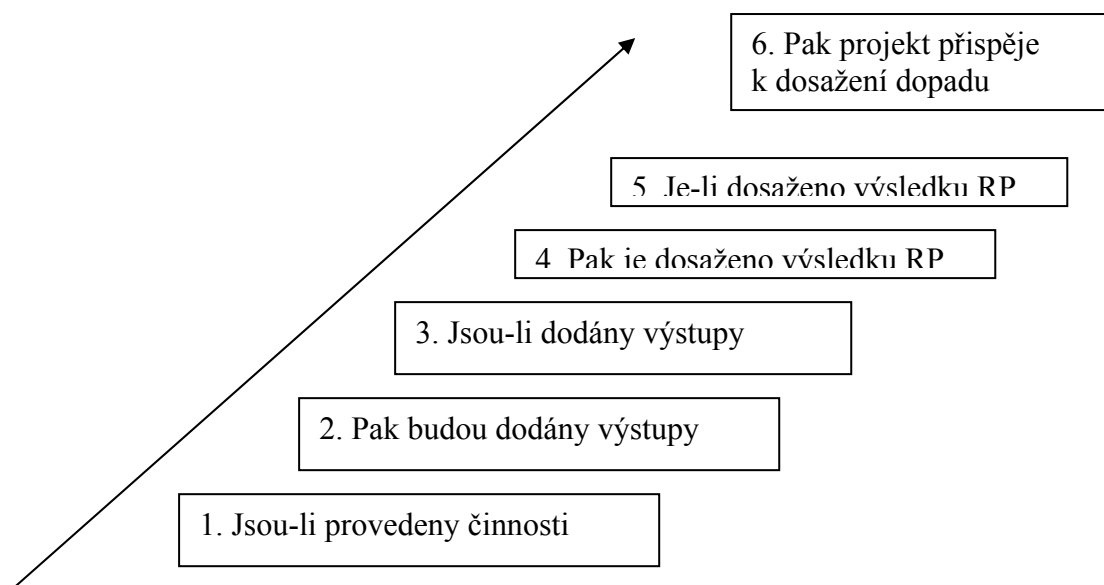 6. Pak projekt přispěje
k dosažení dopadu
5 Je-li dosaženo výsledku RP
4 Pak je dosaženo výsledku RP
3. Jsou-li dodány výstupy
2. Pak budou dodány výstupy
1. Jsou-li provedeny činnosti